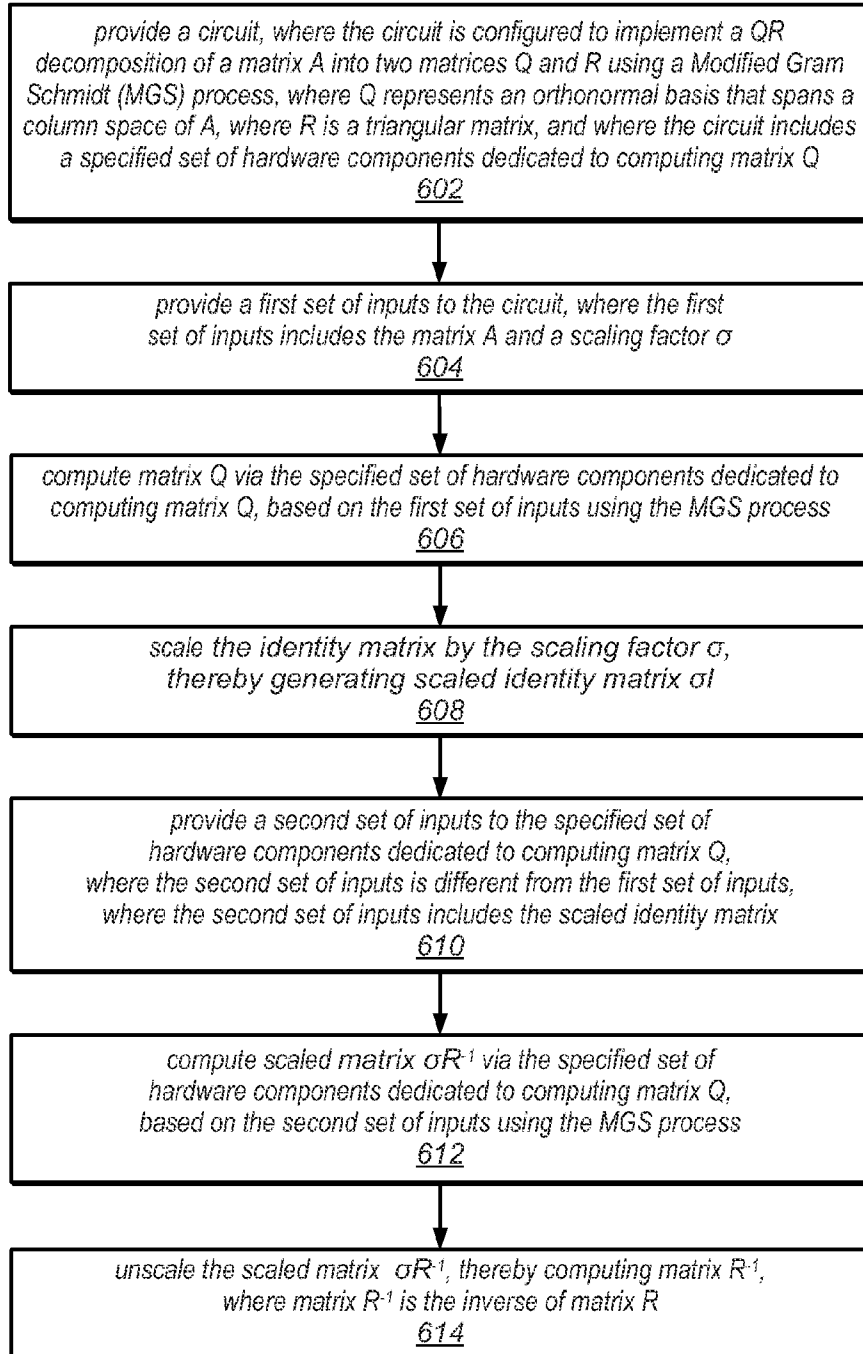 provide a circuit, where the circuit is configured to implement a QR
decomposition of a matrix A into two matrices Q and R using a Modified Gram
Schmidt (MGS) process, where Q represents an orthonormal basis that spans a
column space of A, where R is a triangular matrix, and where the circuit includes
a specified set of hardware components dedicated to computing matrix Q
602
provide a first set of inputs to the circuit, where the first
set of inputs includes the matrix A and a scaling factor σ
604
compute matrix Q via the specified set of hardware components dedicated to
computing matrix Q, based on the first set of inputs using the MGS process
606
scale the identity matrix by the scaling factor σ,
thereby generating scaled identity matrix σI
608
provide a second set of inputs to the specified set of
hardware components dedicated to computing matrix Q,
where the second set of inputs is different from the first set of inputs,
where the second set of inputs includes the scaled identity matrix
610
compute scaled matrix σR⁻¹ via the specified set of
hardware components dedicated to computing matrix Q,
based on the second set of inputs using the MGS process
612
unscale the scaled matrix σR⁻¹, thereby computing matrix R⁻¹,
where matrix R⁻¹ is the inverse of matrix R
614